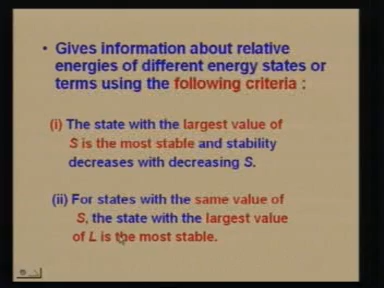 • Gives information about relative
energies of different energy states or
terms using the following criteria :
(i) The state with the largest value of
S is the most stable and stability
decreases with decreasing S.
(ii) For states with the same value of
S, the state with the largest value
of L is the most stable.